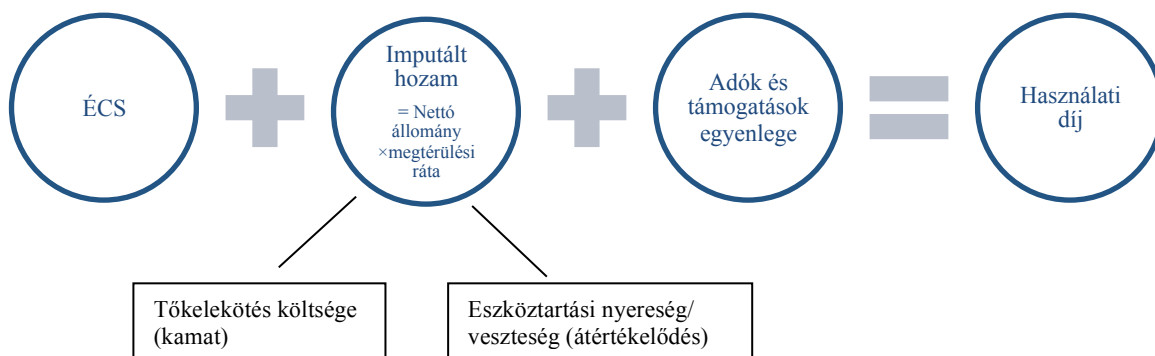 ÉCS
Imputált
hozam
= Nettó
állomány
×megtérülési
ráta
Adók és
támogatások
egyenlege
Használati
díj
Tőkelekötés költsége
(kamat)
Eszköztartási nyereség/
veszteség (átértékelődés)